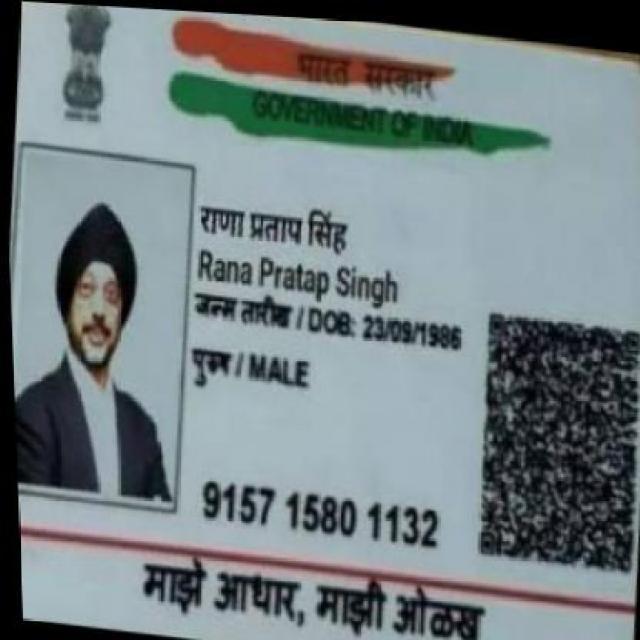 भारत सरकार
GOVERNMENT OF INDIA
राणा प्रताप सिंह
Rana Pratap Singh
जन्म तारीख / DOB: 23/09/1986
पुरुष / MALE
9157 1580 1132
माझे आधार, माझी ओळख